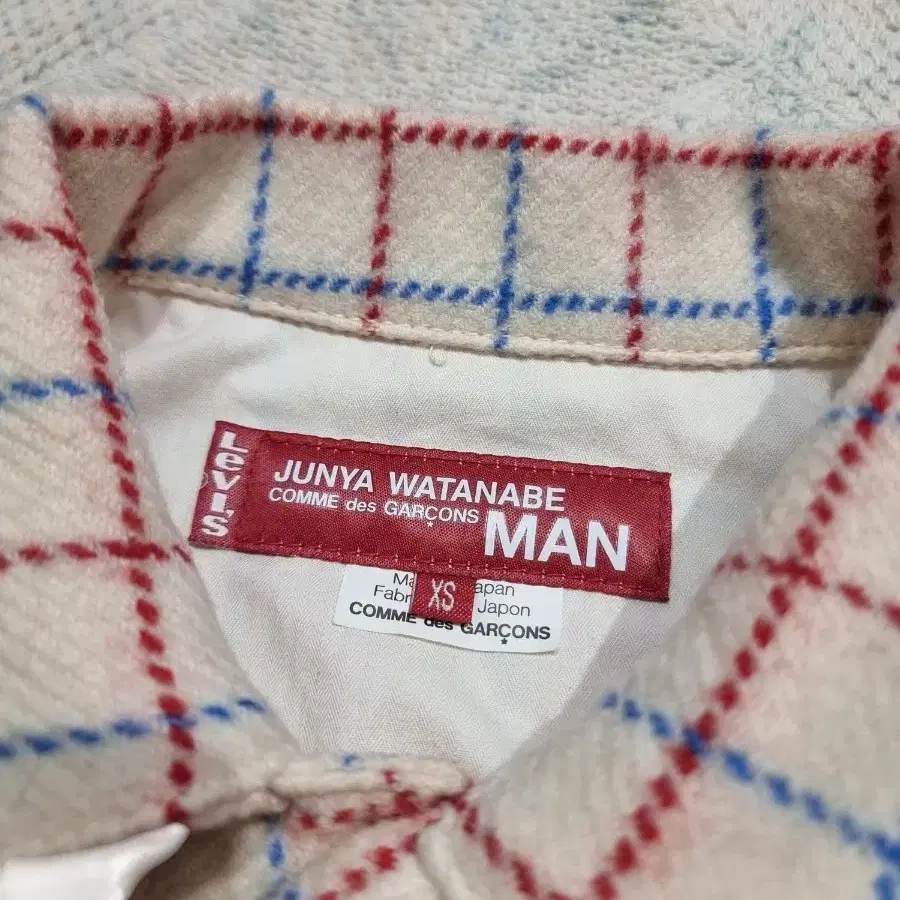 Levi's
JUNYA WATANABE
COMME des GARÇONS
MAN
XS
COMME des GARÇONS